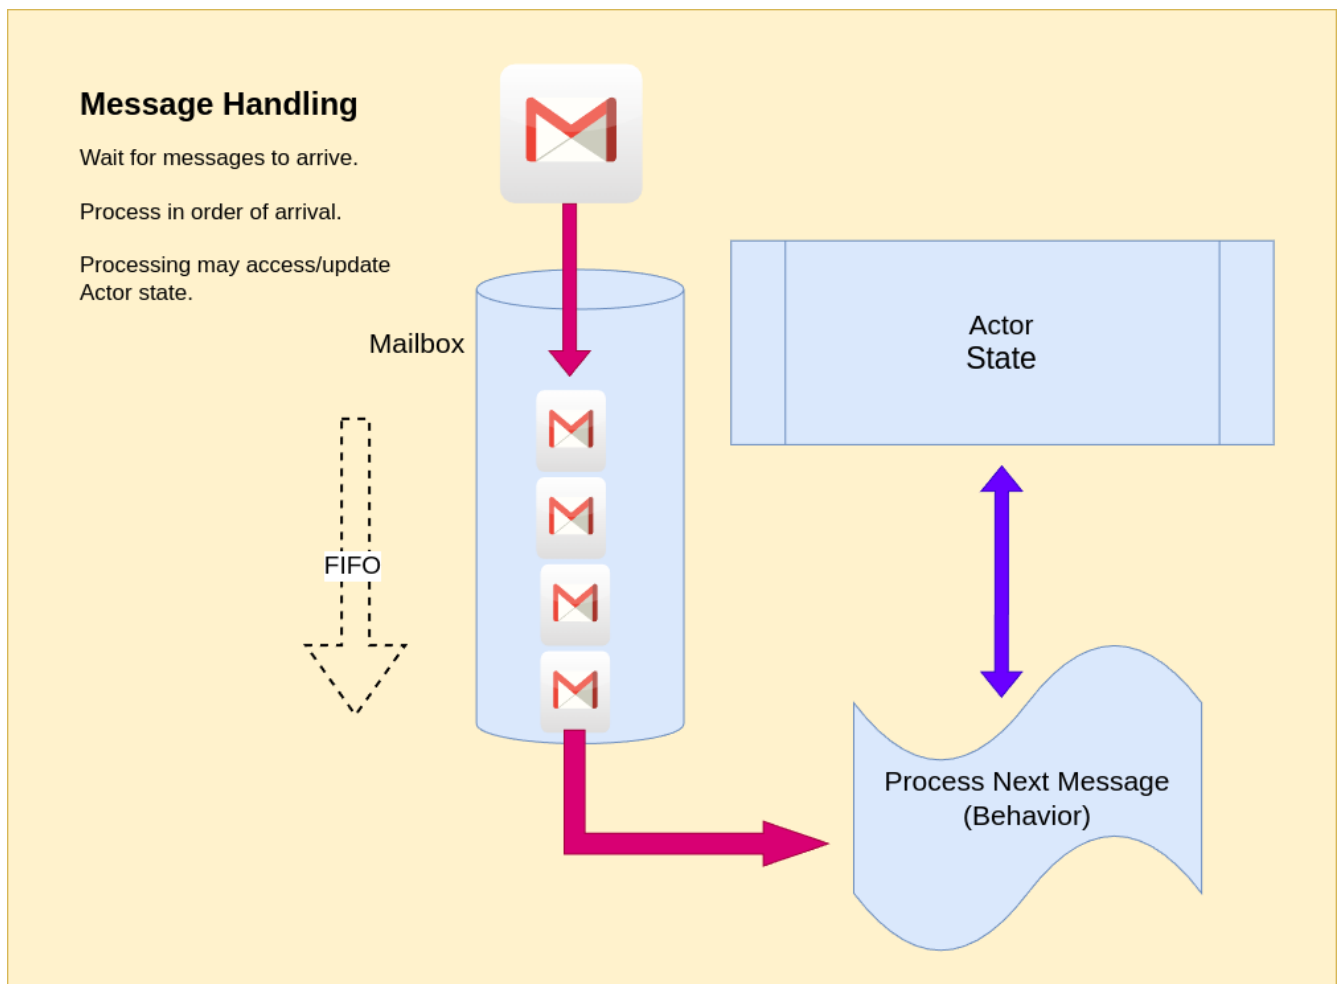 Message Handling
Wait for messages to arrive.
Process in order of arrival.
Processing may access/update
Actor state.
Mailbox
FIFO
Actor
State
Process Next Message
(Behavior)